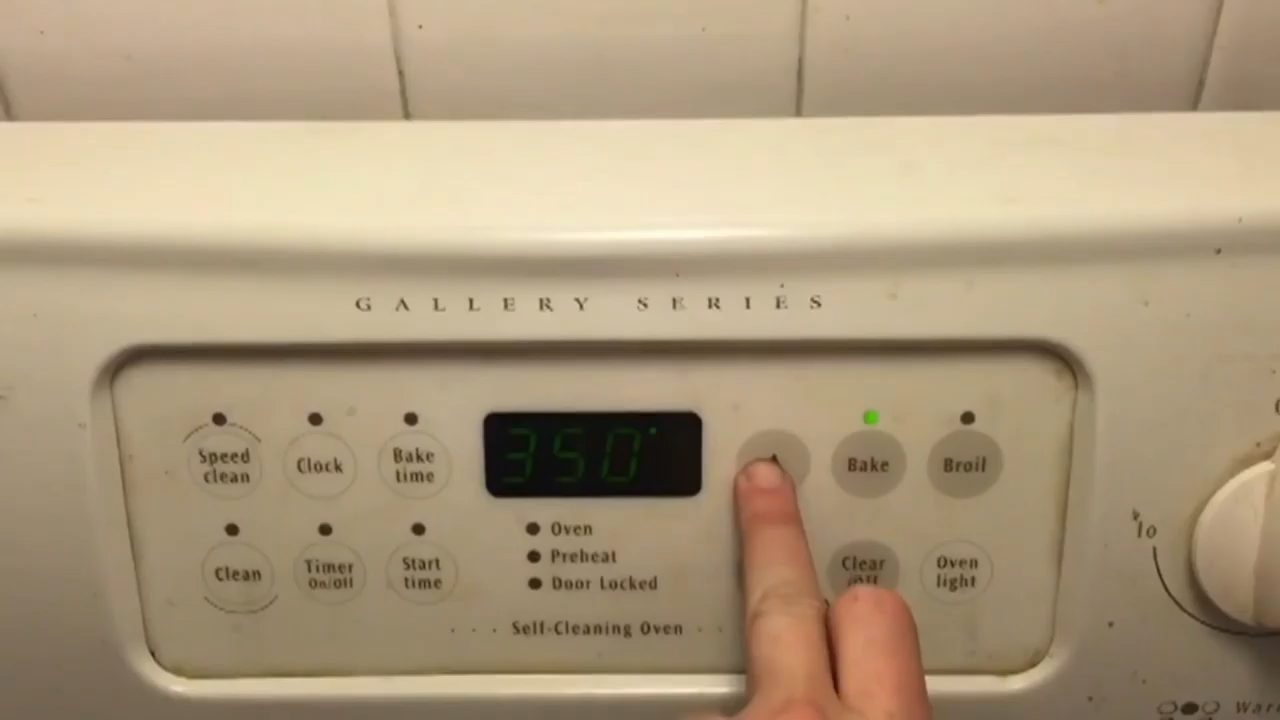 GALLERY SERIES
Speed
clean
Clock
Bake
time
350°
Bake
Broil
Clean
Timer
On/Off
Start
time
Oven
Preheat
Door Locked
Clear
/Off
Oven
light
Self-Cleaning Oven
lo